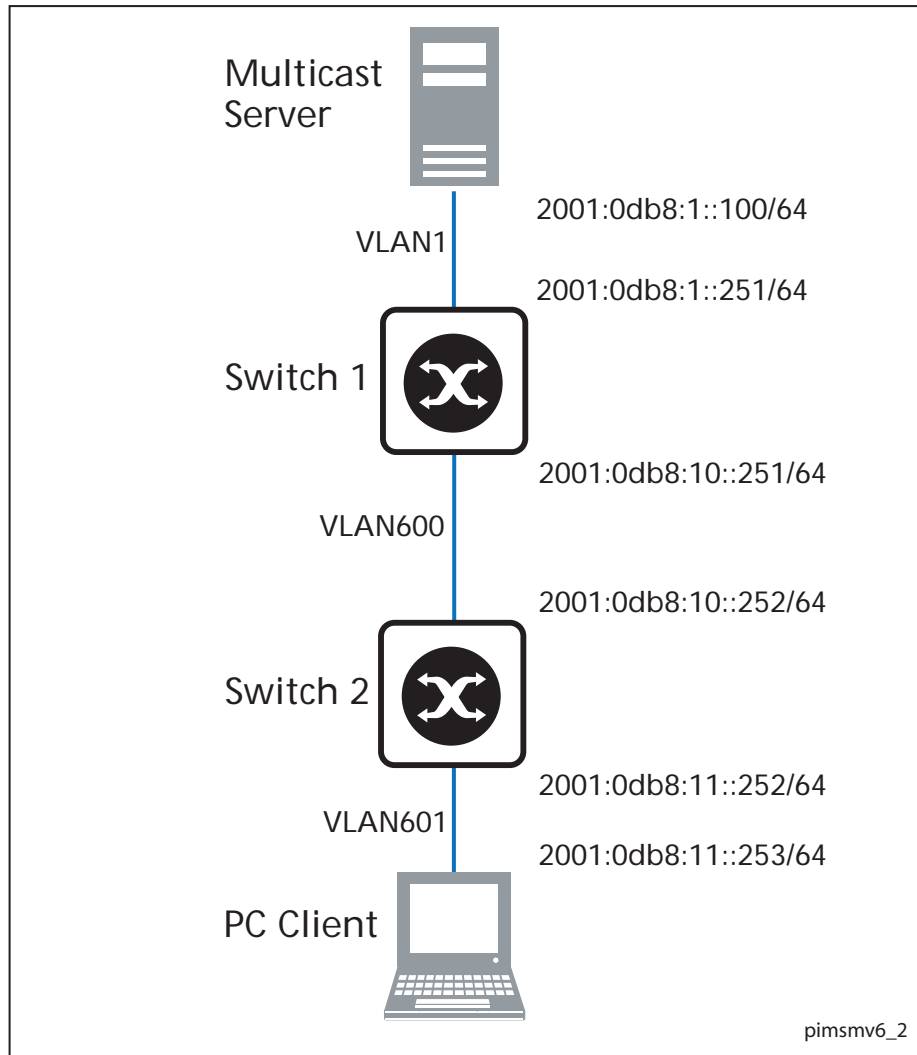 Multicast
Server
2001:0db8:1::100/64
VLAN1
2001:0db8:1::251/64
Switch 1
2001:0db8:10::251/64
VLAN600
2001:0db8:10::252/64
Switch 2
2001:0db8:11::252/64
VLAN601
2001:0db8:11::253/64
PC Client
pimsmv6_2